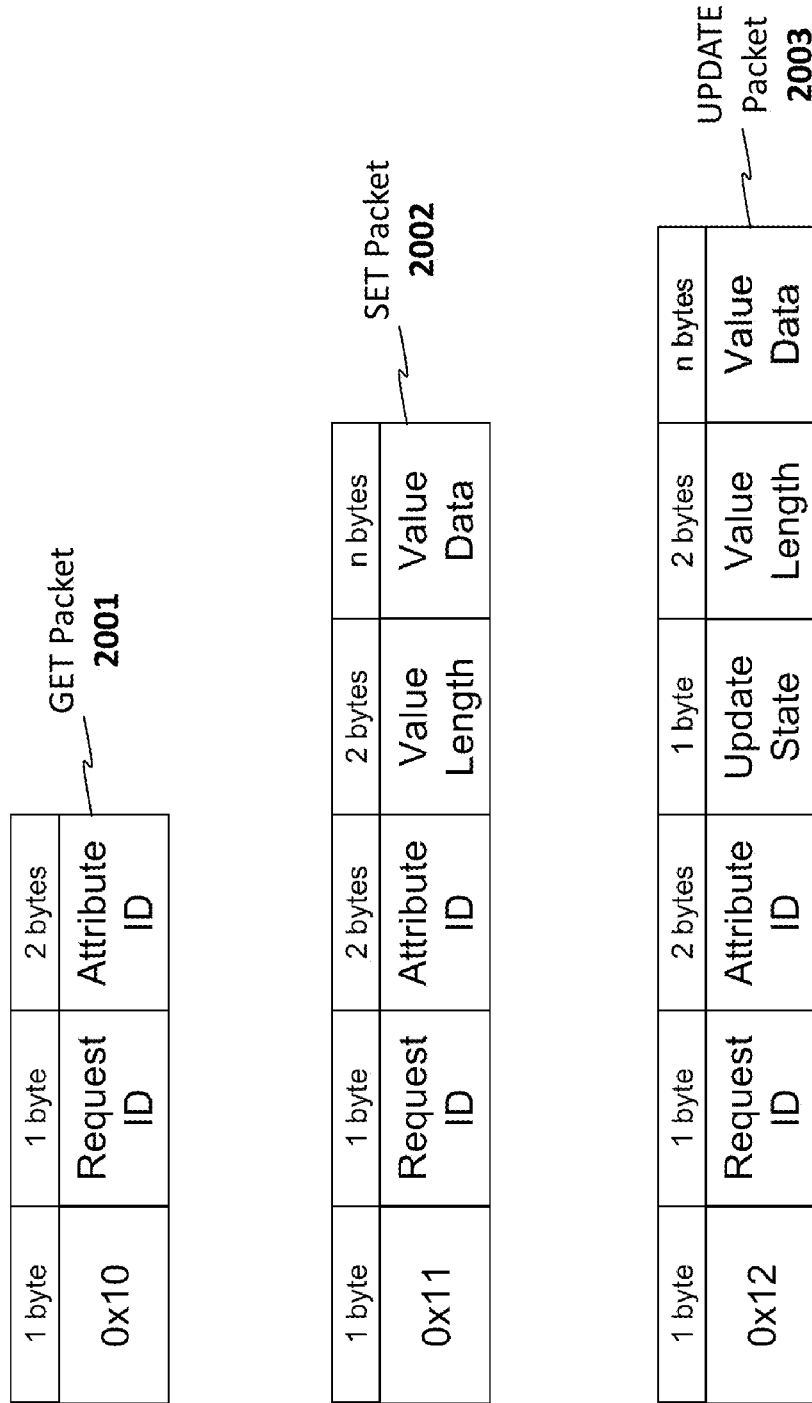 GET Packet
2001
1 byte
1 byte
2 bytes
0x10
Request
ID
Attribute
ID
SET Packet
2002
1 byte
1 byte
2 bytes
2 bytes
n bytes
0x11
Request
ID
Attribute
ID
Value
Length
Value
Data
UPDATE
Packet
2003
1 byte
1 byte
2 bytes
1 byte
2 bytes
n bytes
0x12
Request
ID
Attribute
ID
Update
State
Value
Length
Value
Data